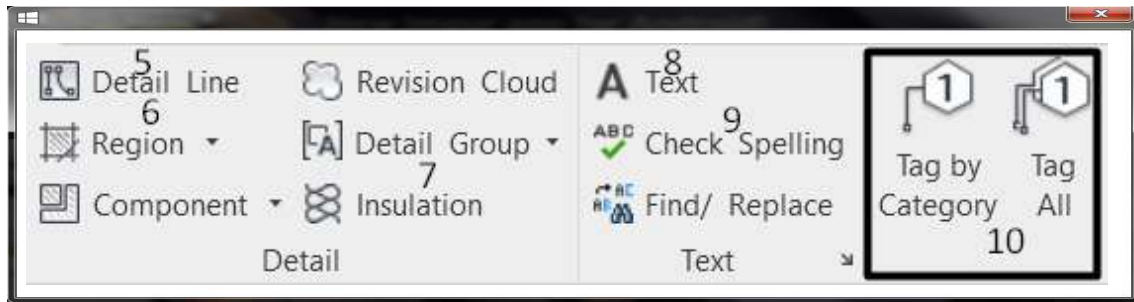 5 8
Detail Line Revision Cloud A Text 1 1
6 ABC 9
Region [A] Detail Group Check Spelling
7 Tag by Tag
Component Insulation Find/ Replace Category All
10
Detail Text